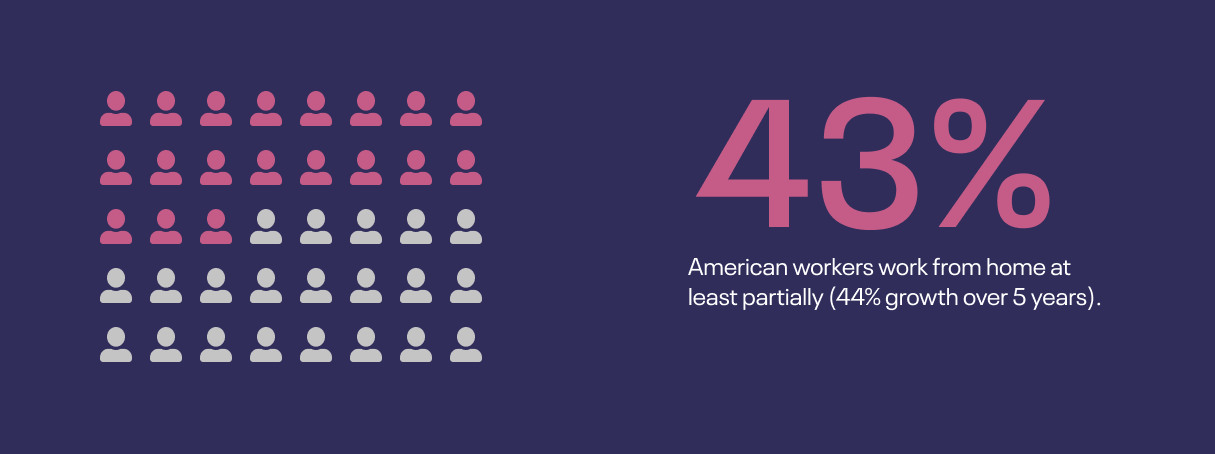 43%
American workers work from home at
least partially (44% growth over 5 years).